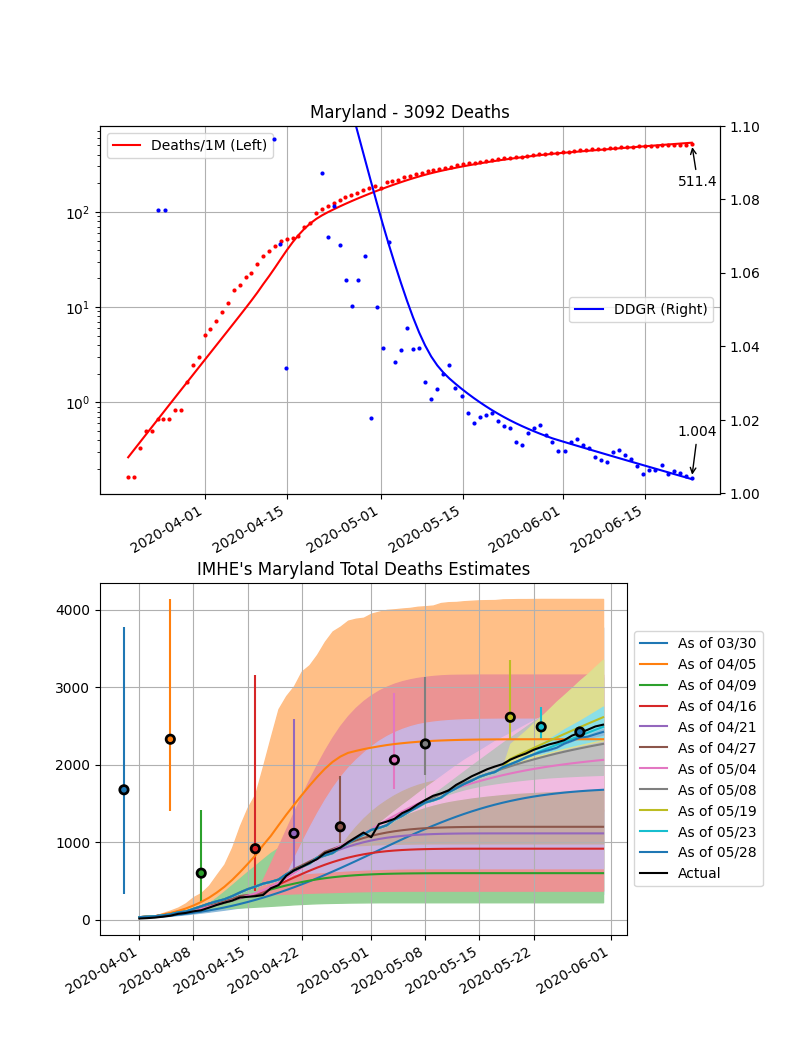 Maryland - 3092 Deaths
Deaths/1M (Left)
DDGR (Right)
511.4
1.004
10²
10¹
10⁰
1.10
1.08
1.06
1.04
1.02
1.00
2020-04-01
2020-04-15
2020-05-01
2020-05-15
2020-06-01
2020-06-15
IMHE's Maryland Total Deaths Estimates
4000
3000
2000
1000
0
2020-04-01
2020-04-08
2020-04-15
2020-04-22
2020-05-01
2020-05-08
2020-05-15
2020-05-22
2020-06-01
As of 03/30
As of 04/05
As of 04/09
As of 04/16
As of 04/21
As of 04/27
As of 05/04
As of 05/08
As of 05/19
As of 05/23
As of 05/28
Actual